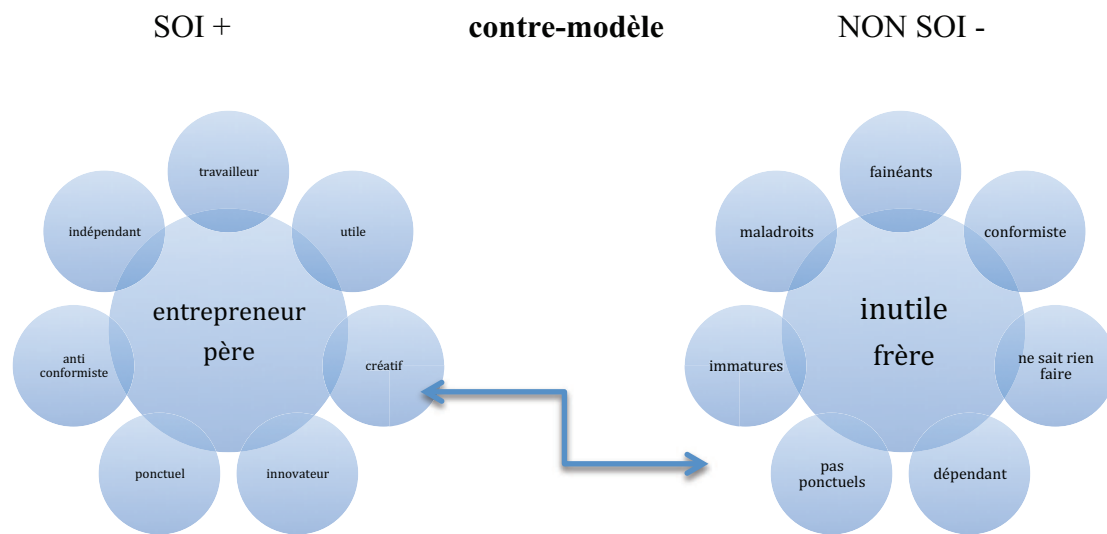 SOI +
contre-modèle
NON SOI -
travailleur
indépendant
utile
entrepreneur
père
anti
conformiste
créatif
ponctuel
innovateur
fainéants
maladroits
conformiste
inutile
frère
immatures
ne sait rien
faire
pas
ponctuels
dépendant